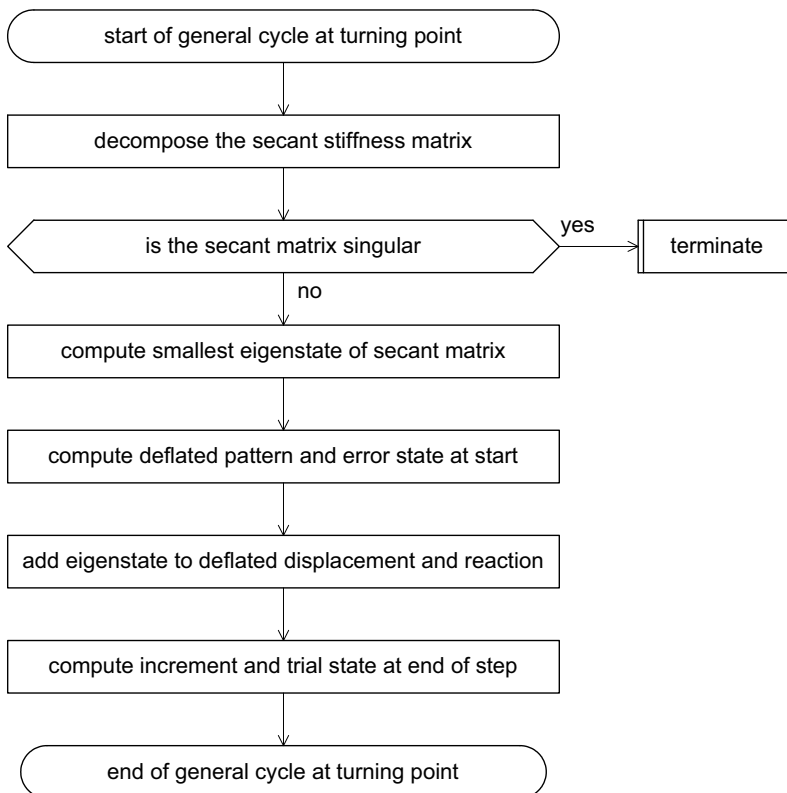 start of general cycle at turning point
decompose the secant stiffness matrix
is the secant matrix singular
yes
terminate
no
compute smallest eigenstate of secant matrix
compute deflated pattern and error state at start
add eigenstate to deflated displacement and reaction
compute increment and trial state at end of step
end of general cycle at turning point